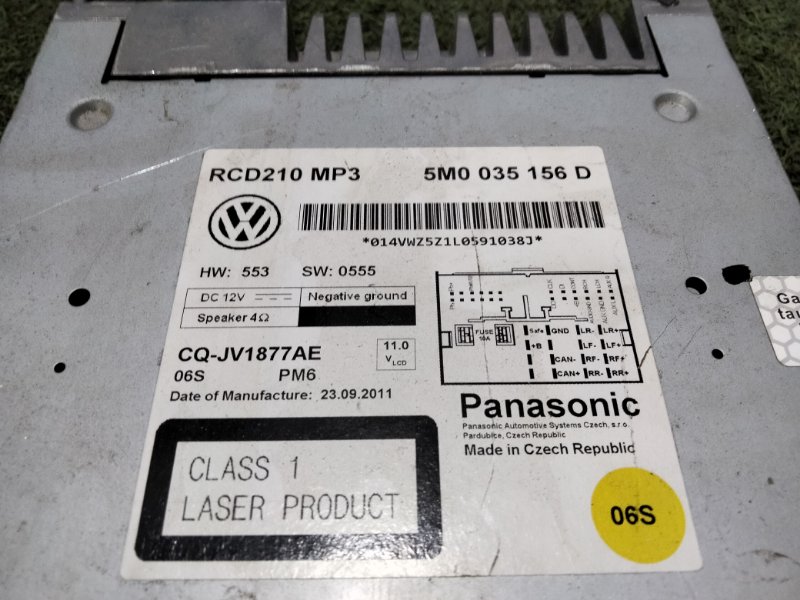 RCD210 MP3 5M0 035 156 D
*014VWZ5Z1L0591038J*
HW: 553 SW: 0555
DC 12V Negative ground
Speaker 4Ω
CQ-JV1877AE
11.0
VLCD
06S PM6
Date of Manufacture: 23.09.2011
FUSE
10A
Safe GND LR- LR+
+B LF- LF+
CAN- RF- RF+
CAN+ RR- RR+
Panasonic
Panasonic Automotive Systems Czech, s.r.o.
Pardubice, Czech Republic
Made in Czech Republic
CLASS 1
LASER PRODUCT
06S